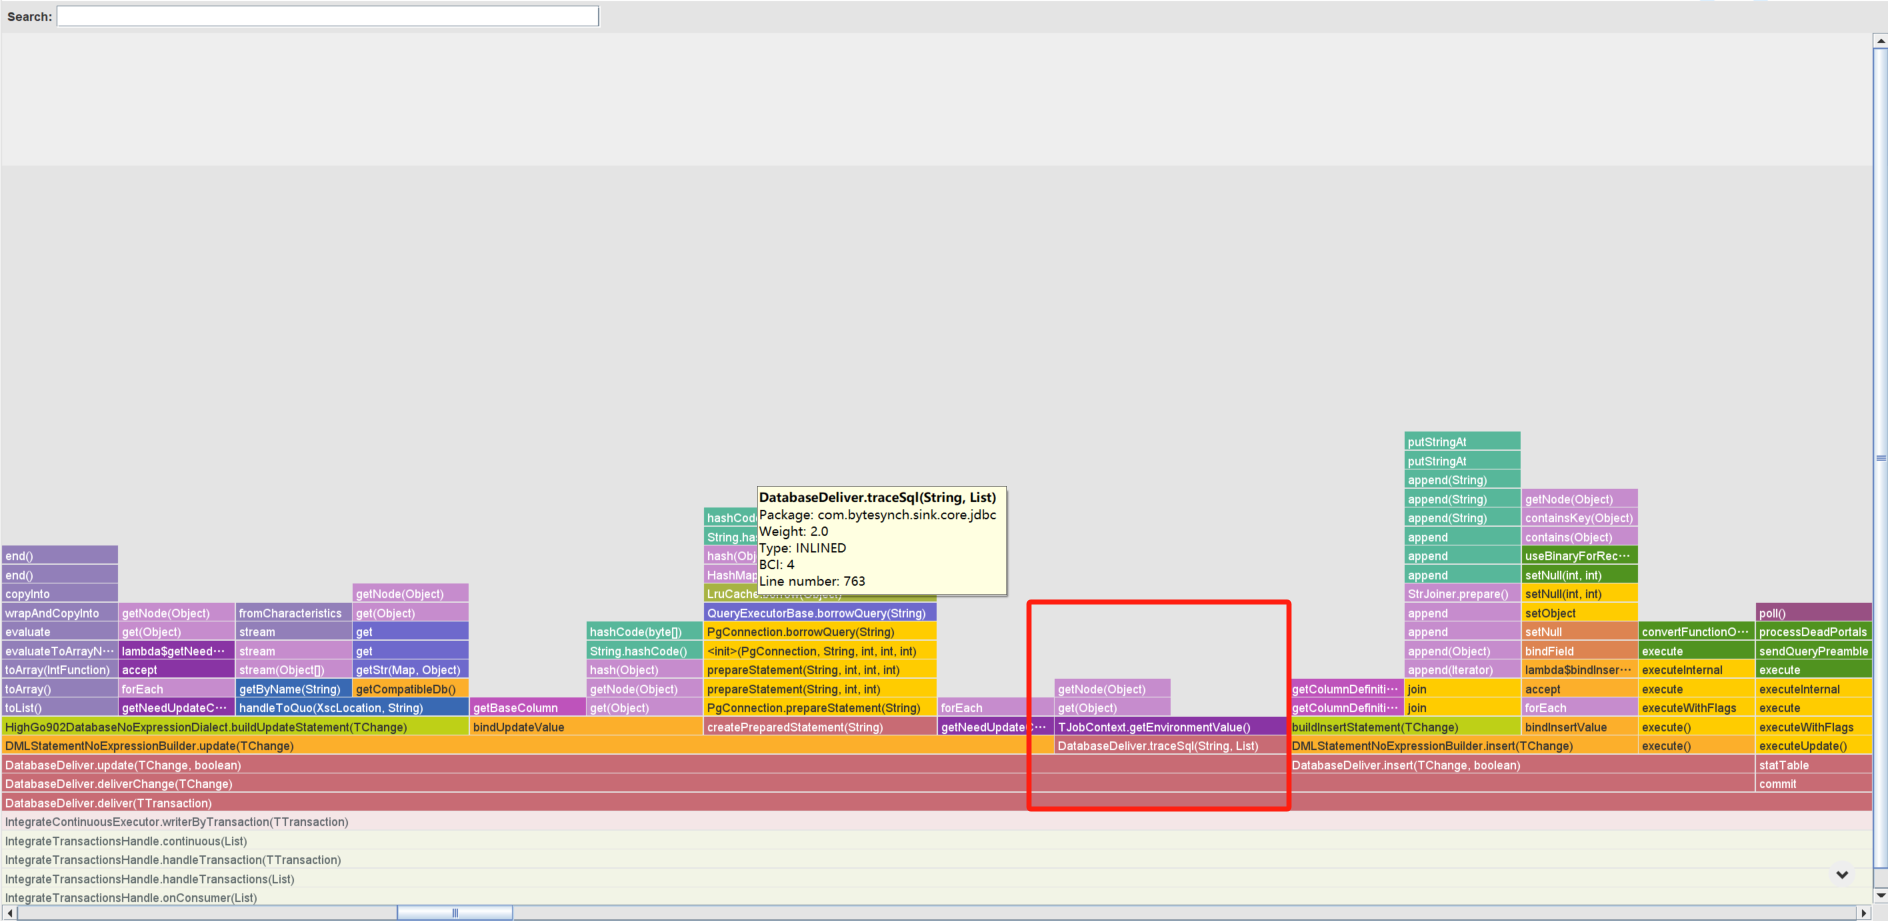 Search:
putStringAt
putStringAt
append(String)
append(String) getNode(Object)
DatabaseDeliver.traceSql(String, List)
Package: com.bytesynch.sink.core.jdbc
Weight: 2.0
Type: INLINED
BCI: 4
Line number: 763
append(String) containsKey(Object)
append contains(Object)
end() append useBinaryForRec···
end() append setNull(int, int)
copyInto getNode(Object) StrJoiner.prepare() setNull(int, int)
wrapAndCopyInto getNode(Object) fromCharacteristics get(Object) QueryExecutorBase.borrowQuery(String) append setObject poll()
evaluate get(Object) stream get hashCode(byte[]) PgConnection.borrowQuery(String) append setNull convertFunctionO··· processDeadPortals
evaluateToArrayN··· lambda$getNeed··· stream get String.hashCode() <init>(PgConnection, String, int, int, int) append(Object) bindField execute sendQueryPreamble
toArray(IntFunction) accept stream(Object[]) getStr(Map, Object) hash(Object) prepareStatement(String, int, int, int) append(Iterator) lambda$bindInser··· executeInternal execute
toArray() forEach getByName(String) getCompatibleDb() getNode(Object) prepareStatement(String, int, int) getNode(Object) getColumnDefiniti··· join accept execute executeInternal
toList() getNeedUpdateC··· handleToQuo(XscLocation, String) getBaseColumn get(Object) PgConnection.prepareStatement(String) forEach get(Object) getColumnDefiniti··· join forEach executeWithFlags execute
HighGo902DatabaseNoExpressionDialect.buildUpdateStatement(TChange) bindUpdateValue createPreparedStatement(String) getNeedUpdateC··· TJobContext.getEnvironmentValue() buildInsertStatement(TChange) bindInsertValue execute() executeWithFlags
DMLStatementNoExpressionBuilder.update(TChange) DatabaseDeliver.traceSql(String, List) DMLStatementNoExpressionBuilder.insert(TChange) execute() executeUpdate()
DatabaseDeliver.update(TChange, boolean) DatabaseDeliver.insert(TChange, boolean) statTable
DatabaseDeliver.deliverChange(TChange) commit
DatabaseDeliver.deliver(TTransaction)
IntegrateContinuousExecutor.writerByTransaction(TTransaction)
IntegrateTransactionsHandle.continuous(List)
IntegrateTransactionsHandle.handleTransaction(TTransaction)
IntegrateTransactionsHandle.handleTransactions(List)
IntegrateTransactionsHandle.onConsumer(List)